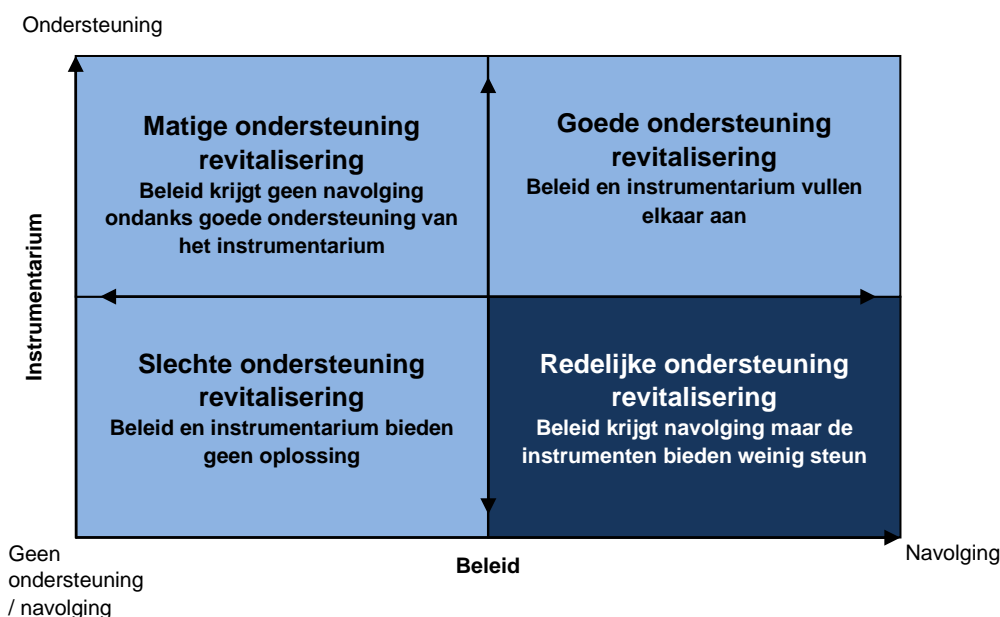 Ondersteuning
Matige ondersteuning
revitalisering
Beleid krijgt geen navolging
ondanks goede ondersteuning van
het instrumentarium
Goede ondersteuning
revitalisering
Beleid en instrumentarium vullen
elkaar aan
Instrumentarium
Slechte ondersteuning
revitalisering
Beleid en instrumentarium bieden
geen oplossing
Redelijke ondersteuning
revitalisering
Beleid krijgt navolging maar de
instrumenten bieden weinig steun
Geen
ondersteuning
/ navolging
Beleid
Navolging